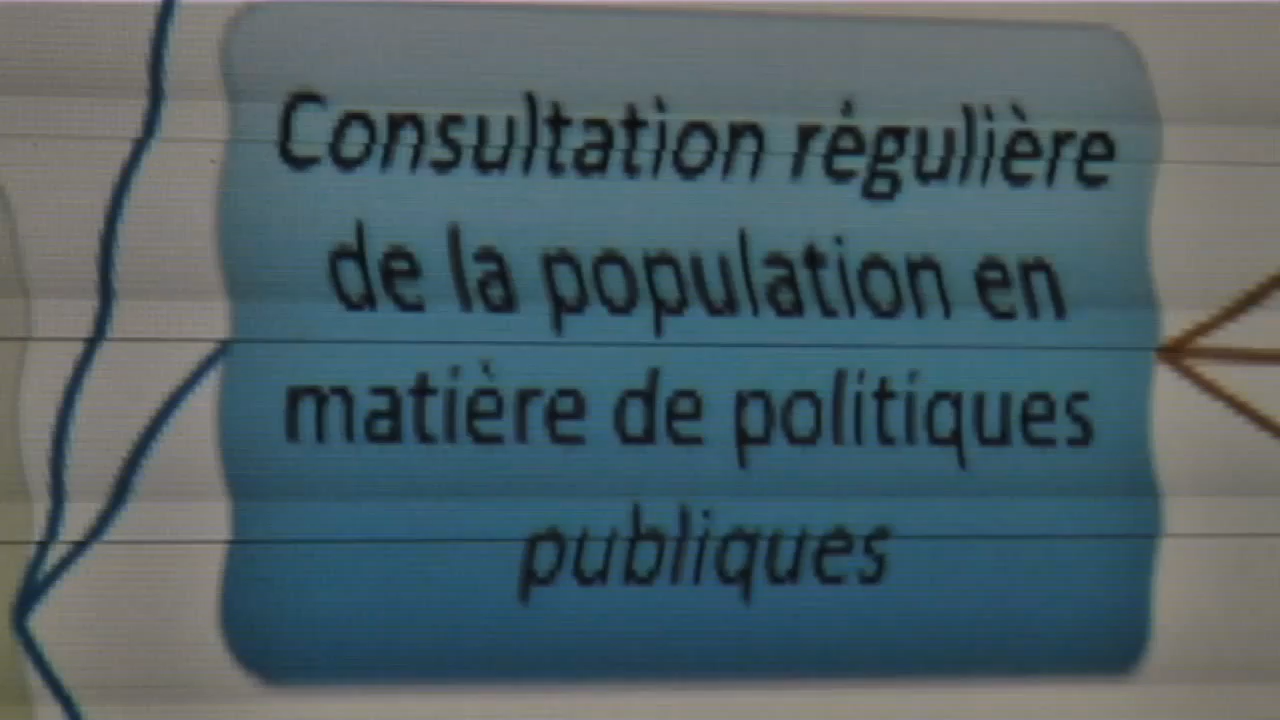 Consultation régulière
de la population en
matière de politiques
publiques